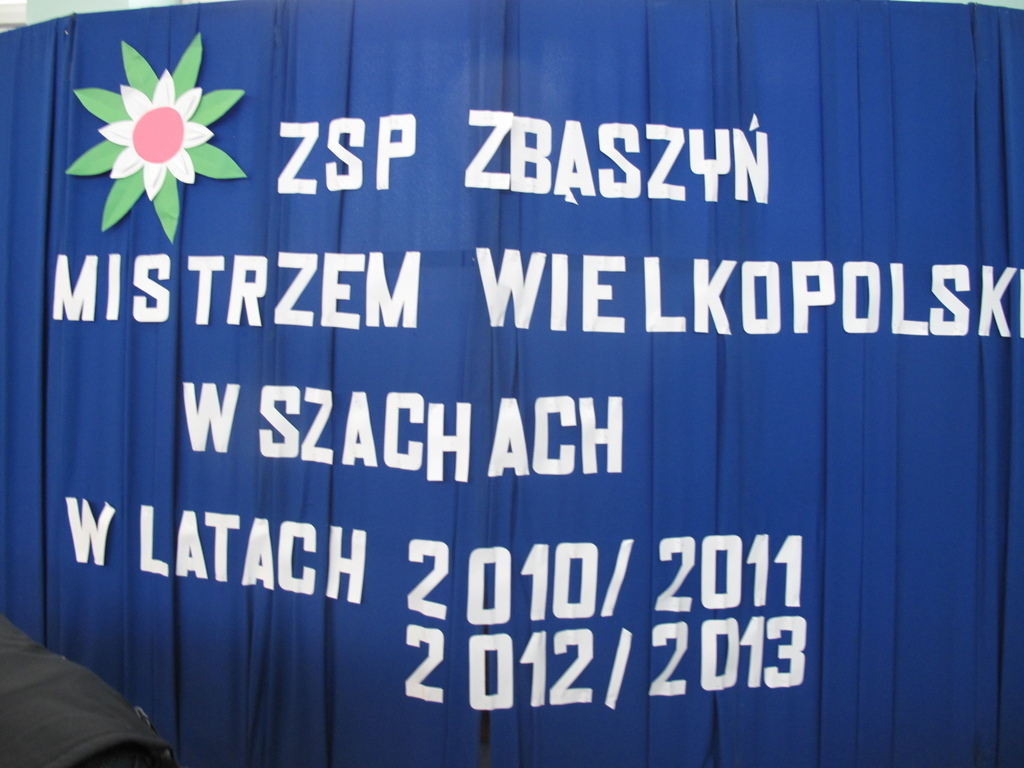 ZSP ZBĄSZYŃ
MISTRZEM WIELKOPOLSKI
W SZACHACH
W LATACH 2010/2011
2012/2013